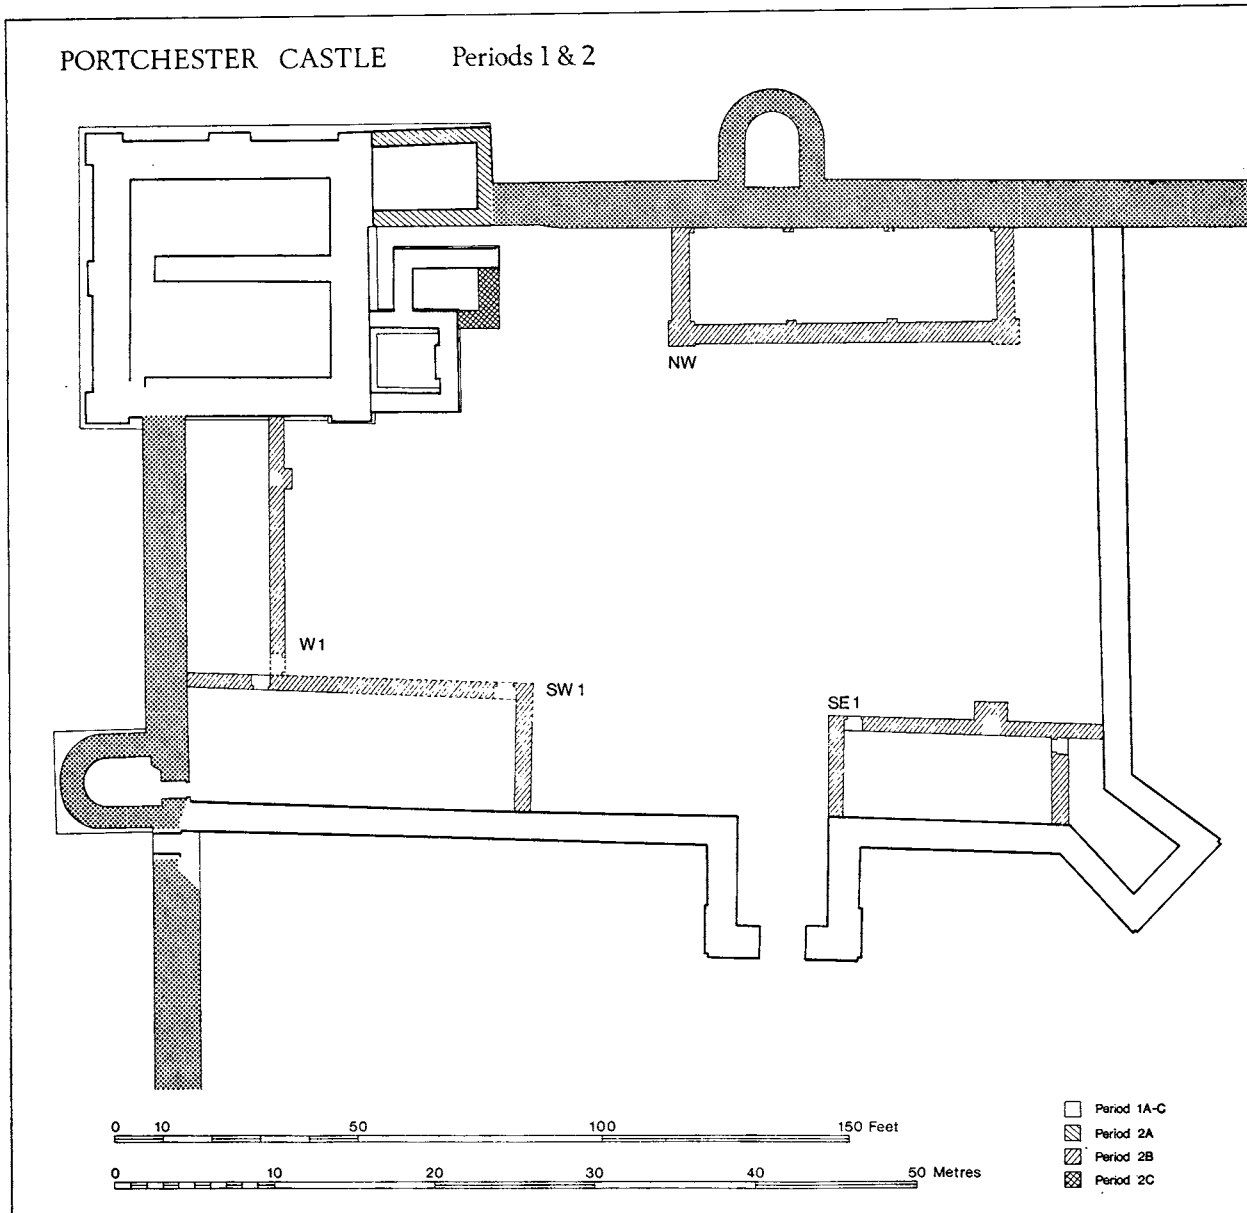 PORTCHESTER CASTLE Periods 1 & 2
NW
W1
SW 1
SE 1
0 10 50 100 150 Feet
0 10 20 30 40 50 Metres
Period 1A-C
Period 2A
Period 2B
Period 2C